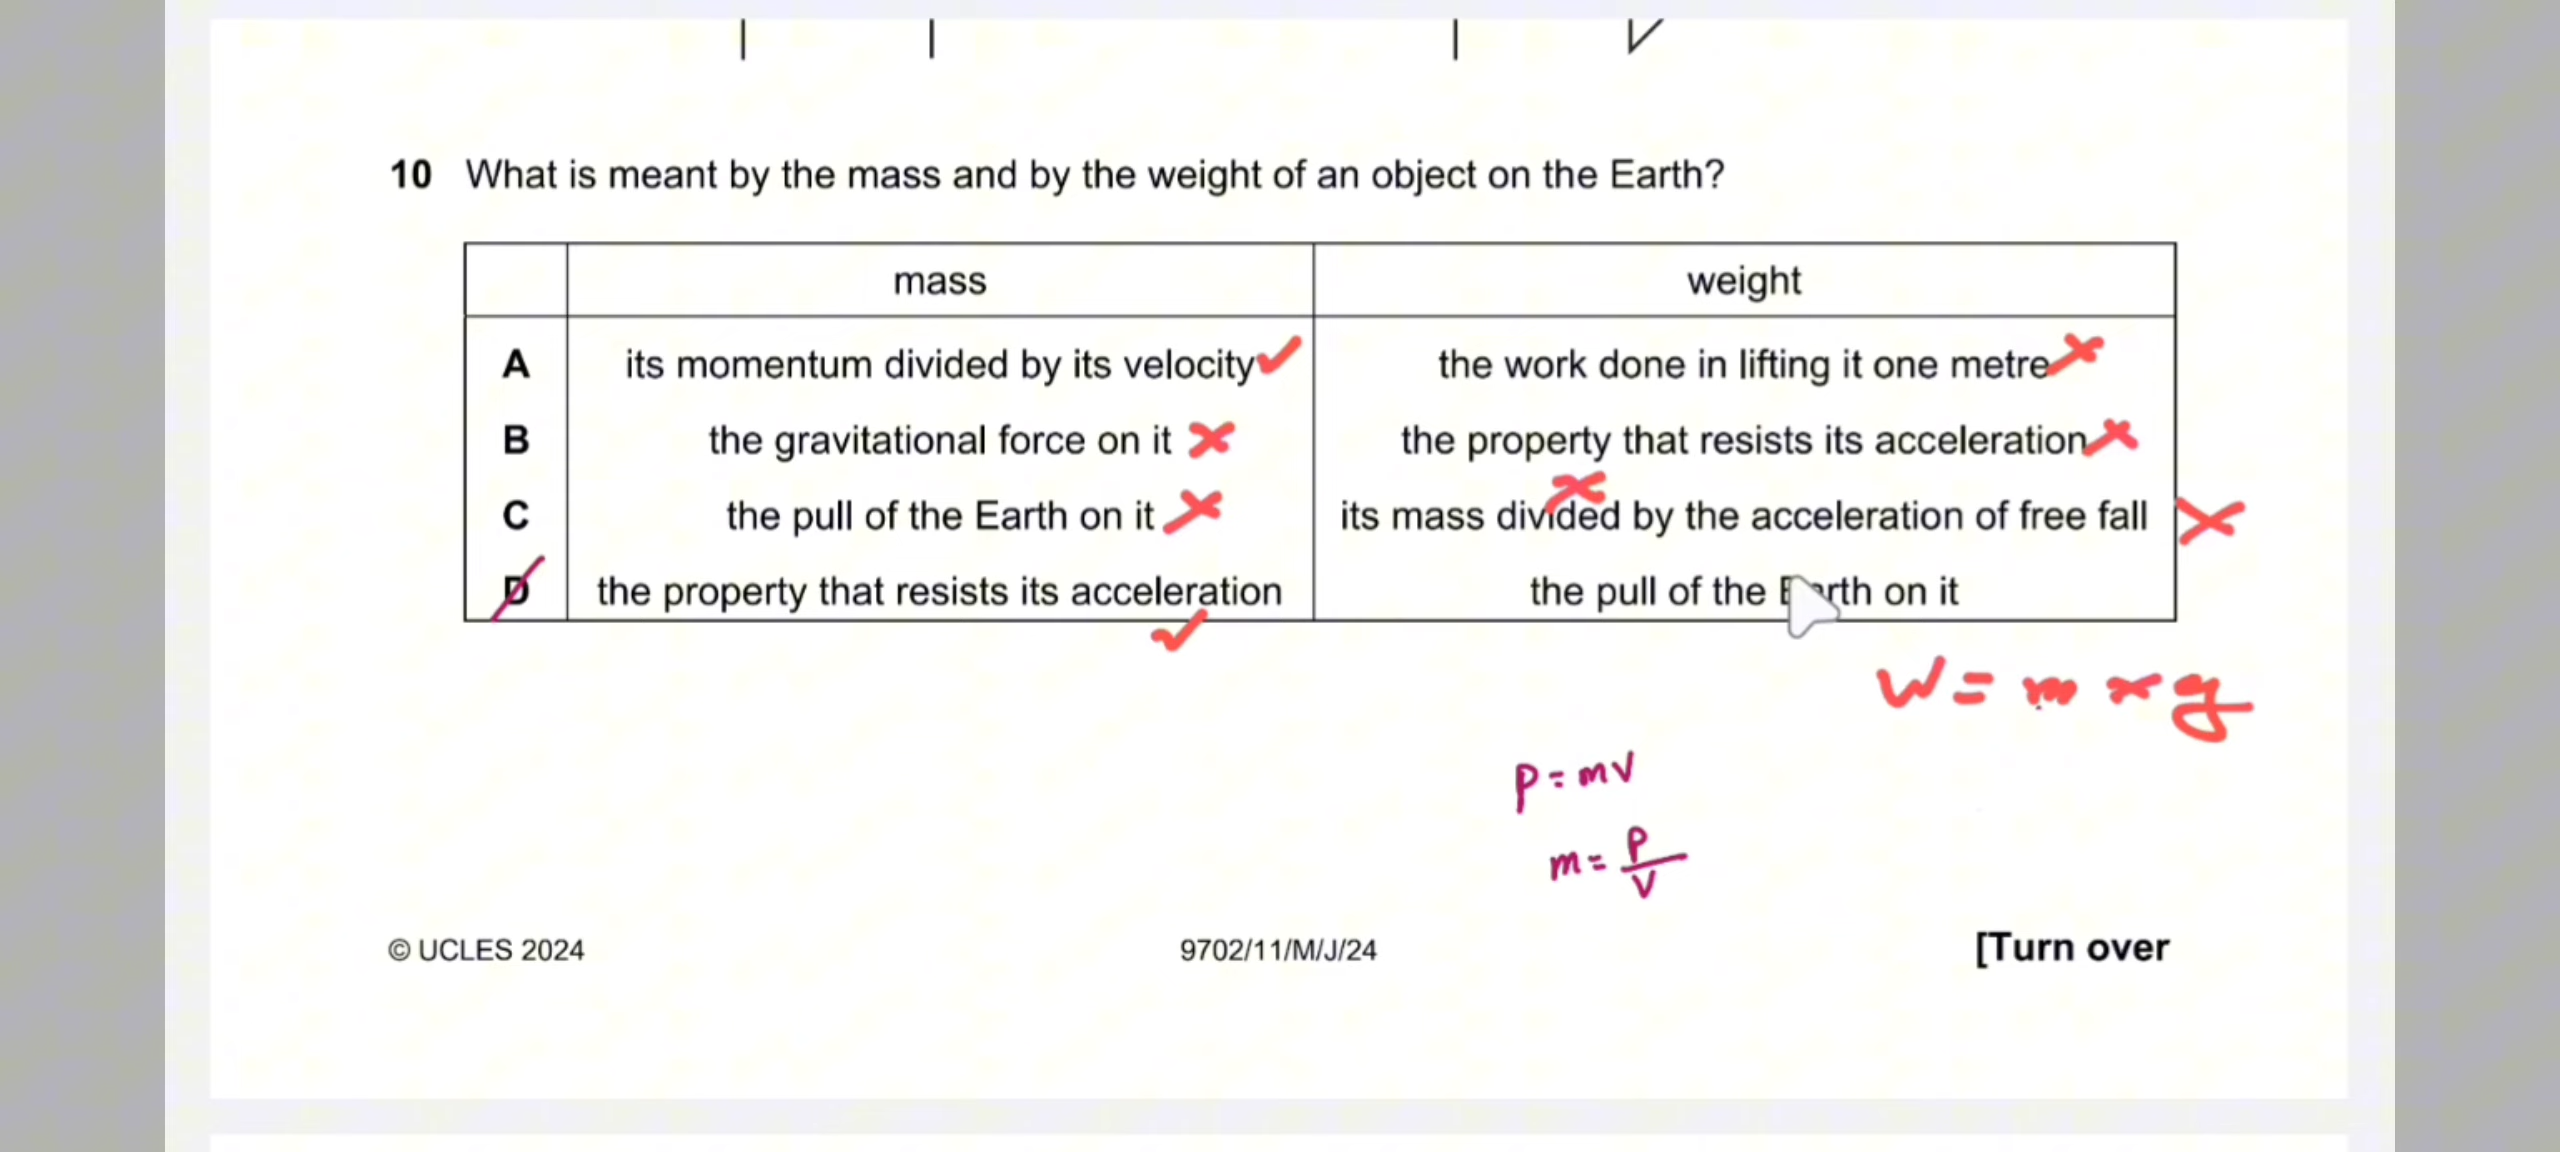 10 What is meant by the mass and by the weight of an object on the Earth?
mass weight
A its momentum divided by its velocity the work done in lifting it one metre
B the gravitational force on it the property that resists its acceleration
C the pull of the Earth on it its mass divided by the acceleration of free fall
D the property that resists its acceleration the pull of the Earth on it
W = m × g
p = mv
m = p/v
© UCLES 2024 9702/11/M/J/24 [Turn over